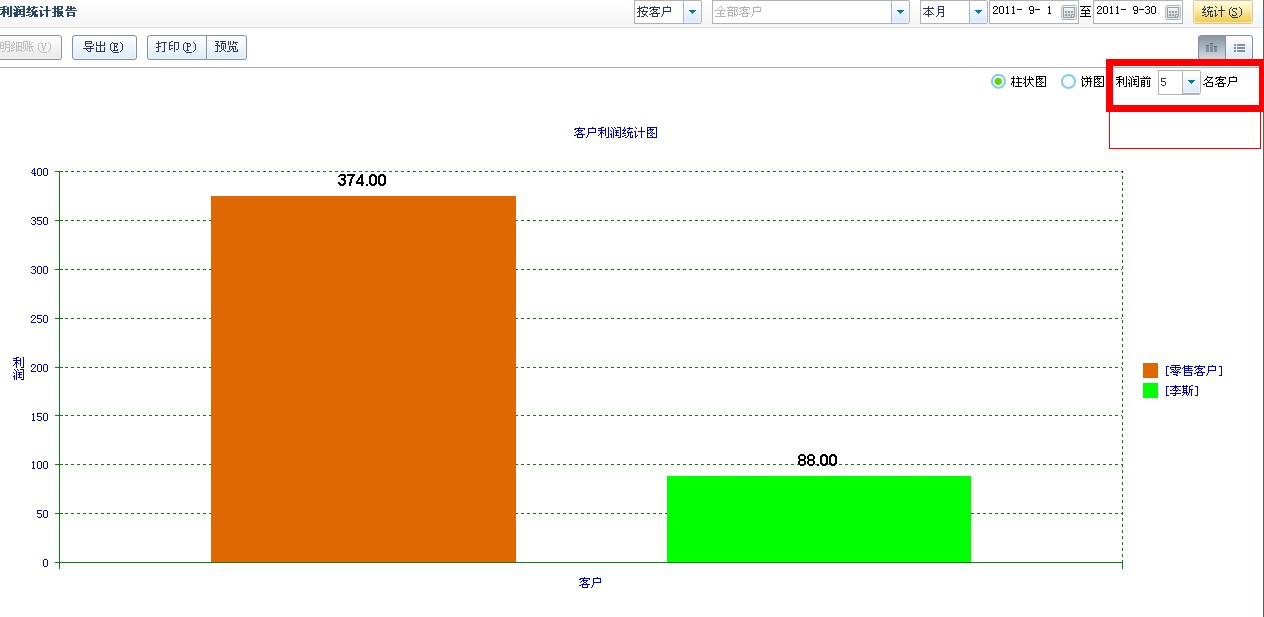 利润统计报告
按客户 全部客户 本月 2011- 9- 1 至 2011- 9-30 统计(S)
明细账(V) 导出(E) 打印(P) 预览
柱状图 饼图 利润前 5 名客户
客户利润统计图
400
374.00
350
300
250
利润
200
[零售客户]
[李斯]
150
100
88.00
50
0
客户